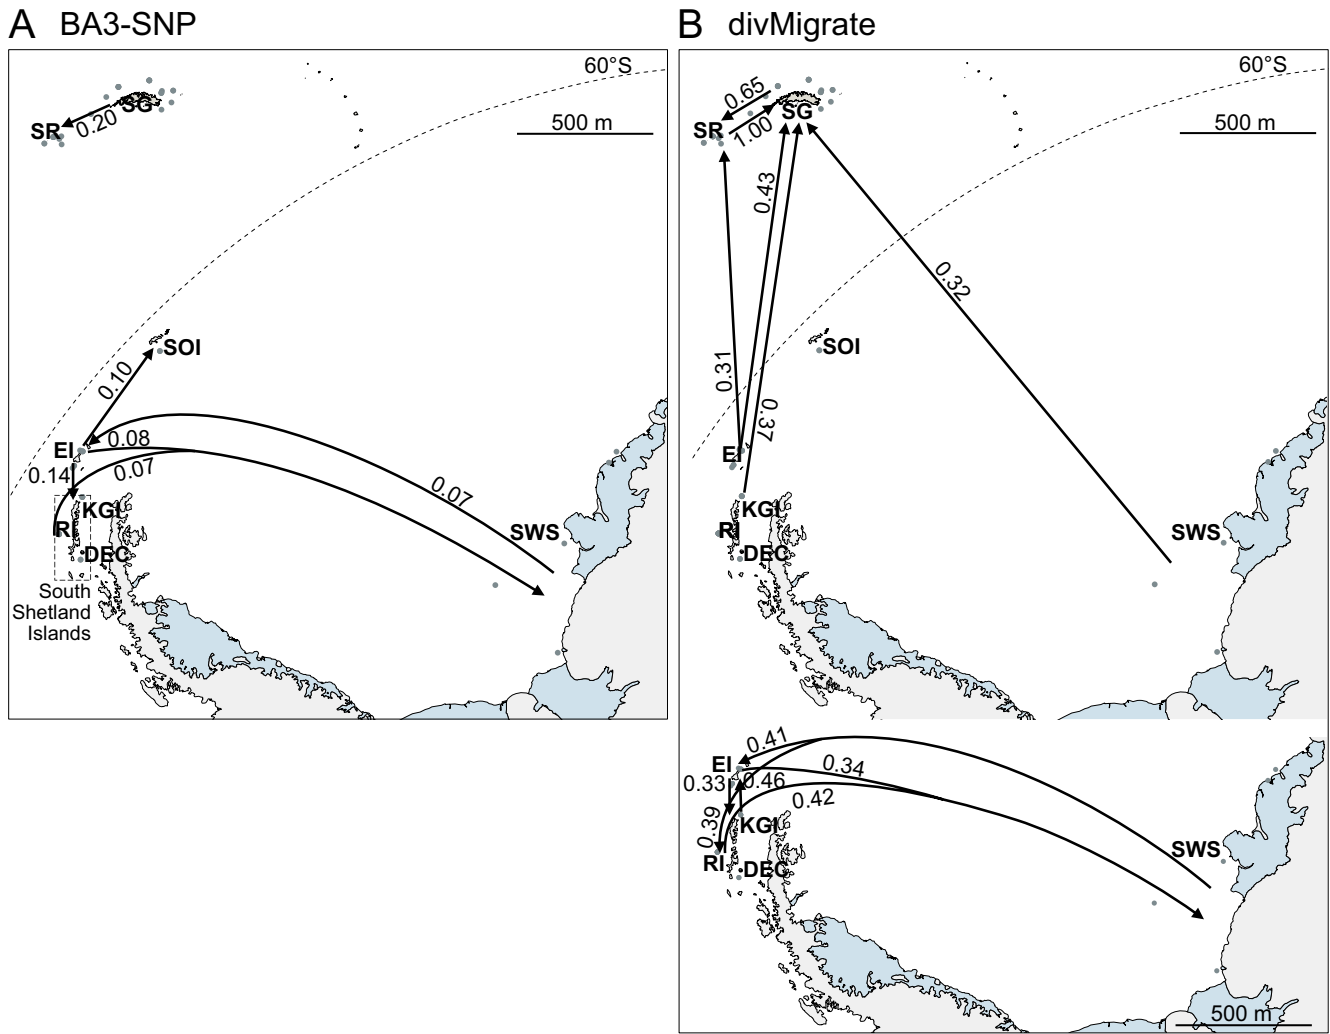 A BA3-SNP
60°S
SG
0.20
SR
500 m
SOI
0.10
EI
0.08
0.14
0.07
0.07
KGI
RI
SWS
DEC
South
Shetland
Islands
B divMigrate
60°S
0.65
SG
SR
1.00
500 m
0.43
0.32
SOI
0.31
0.37
EI
KGI
RI
SWS
DEC
0.41
EI
0.34
0.33
0.46
0.42
0.39
KGI
SWS
RI
DEC
500 m